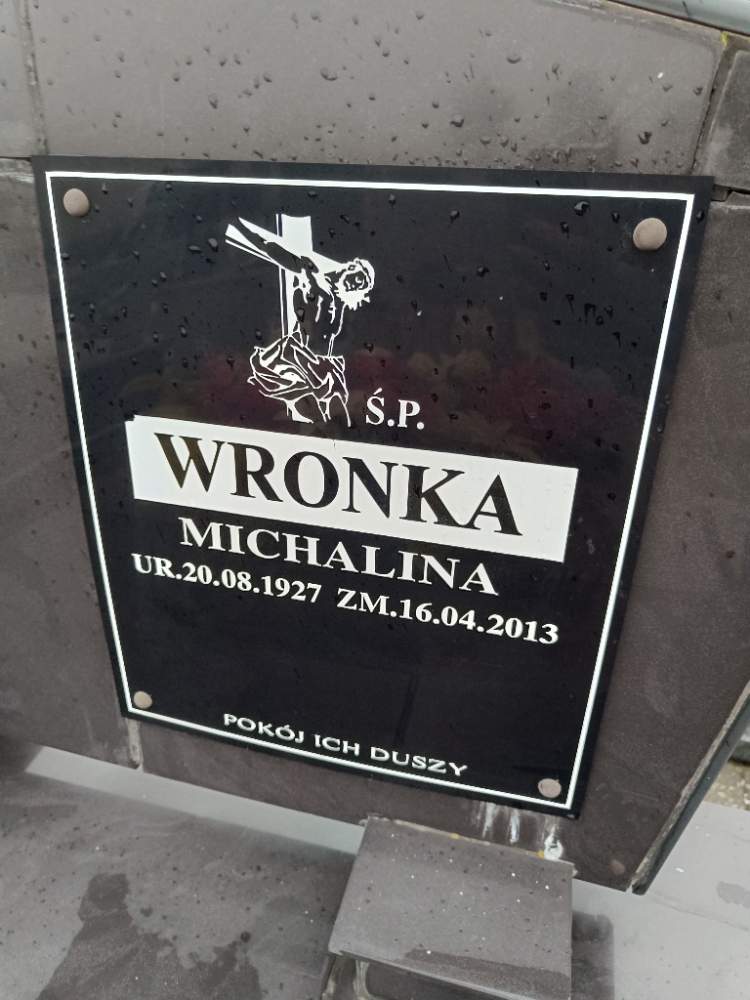 Ś.P.
WRONKA
MICHALINA
UR.20.08.1927 ZM.16.04.2013
POKÓJ ICH DUSZY